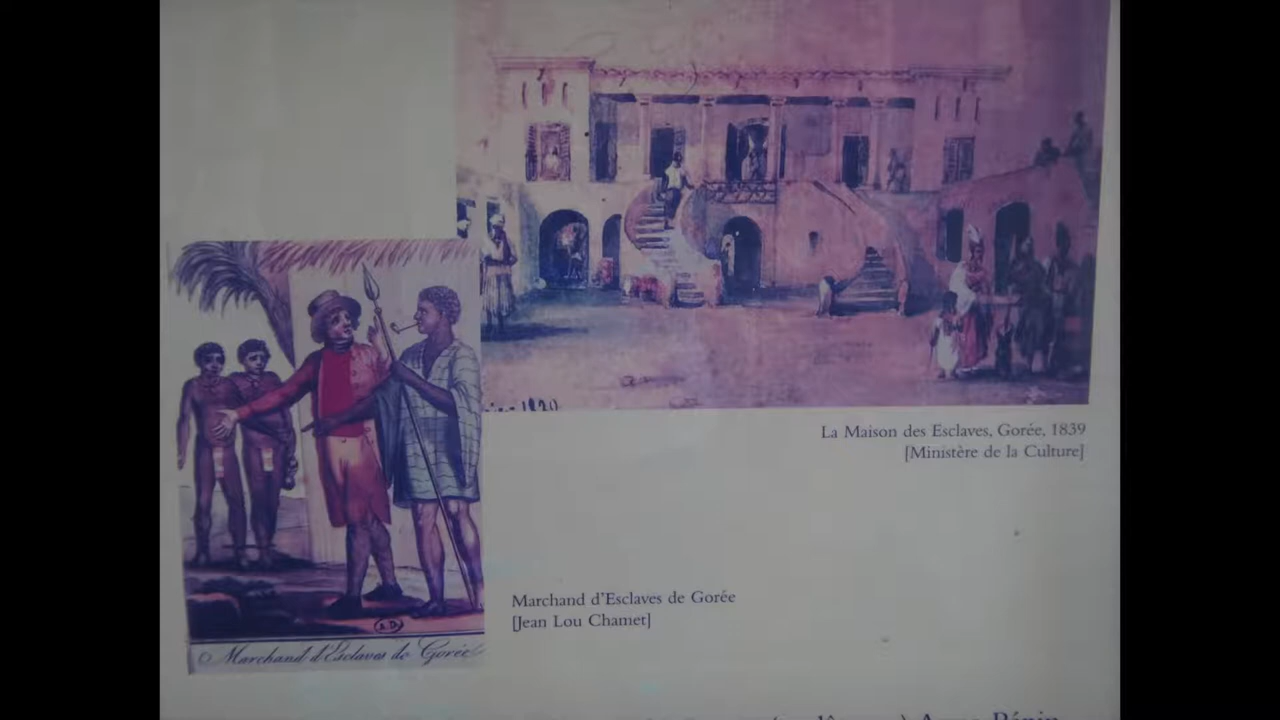 La Maison des Esclaves, Gorée, 1839
[Ministère de la Culture]
Marchand d'Esclaves de Gorée
[Jean Lou Chamet]
Marchand d'Esclaves de Gorée